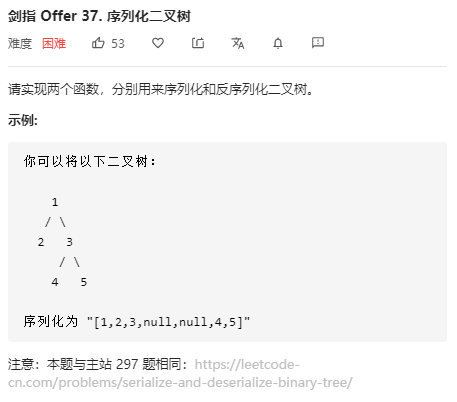 剑指 Offer 37. 序列化二叉树
难度 困难 53
请实现两个函数，分别用来序列化和反序列化二叉树。
示例:
你可以将以下二叉树：
1
/ \
2 3
/ \
4 5
序列化为 "[1,2,3,null,null,4,5]"
注意：本题与主站 297 题相同：https://leetcode-
cn.com/problems/serialize-and-deserialize-binary-tree/